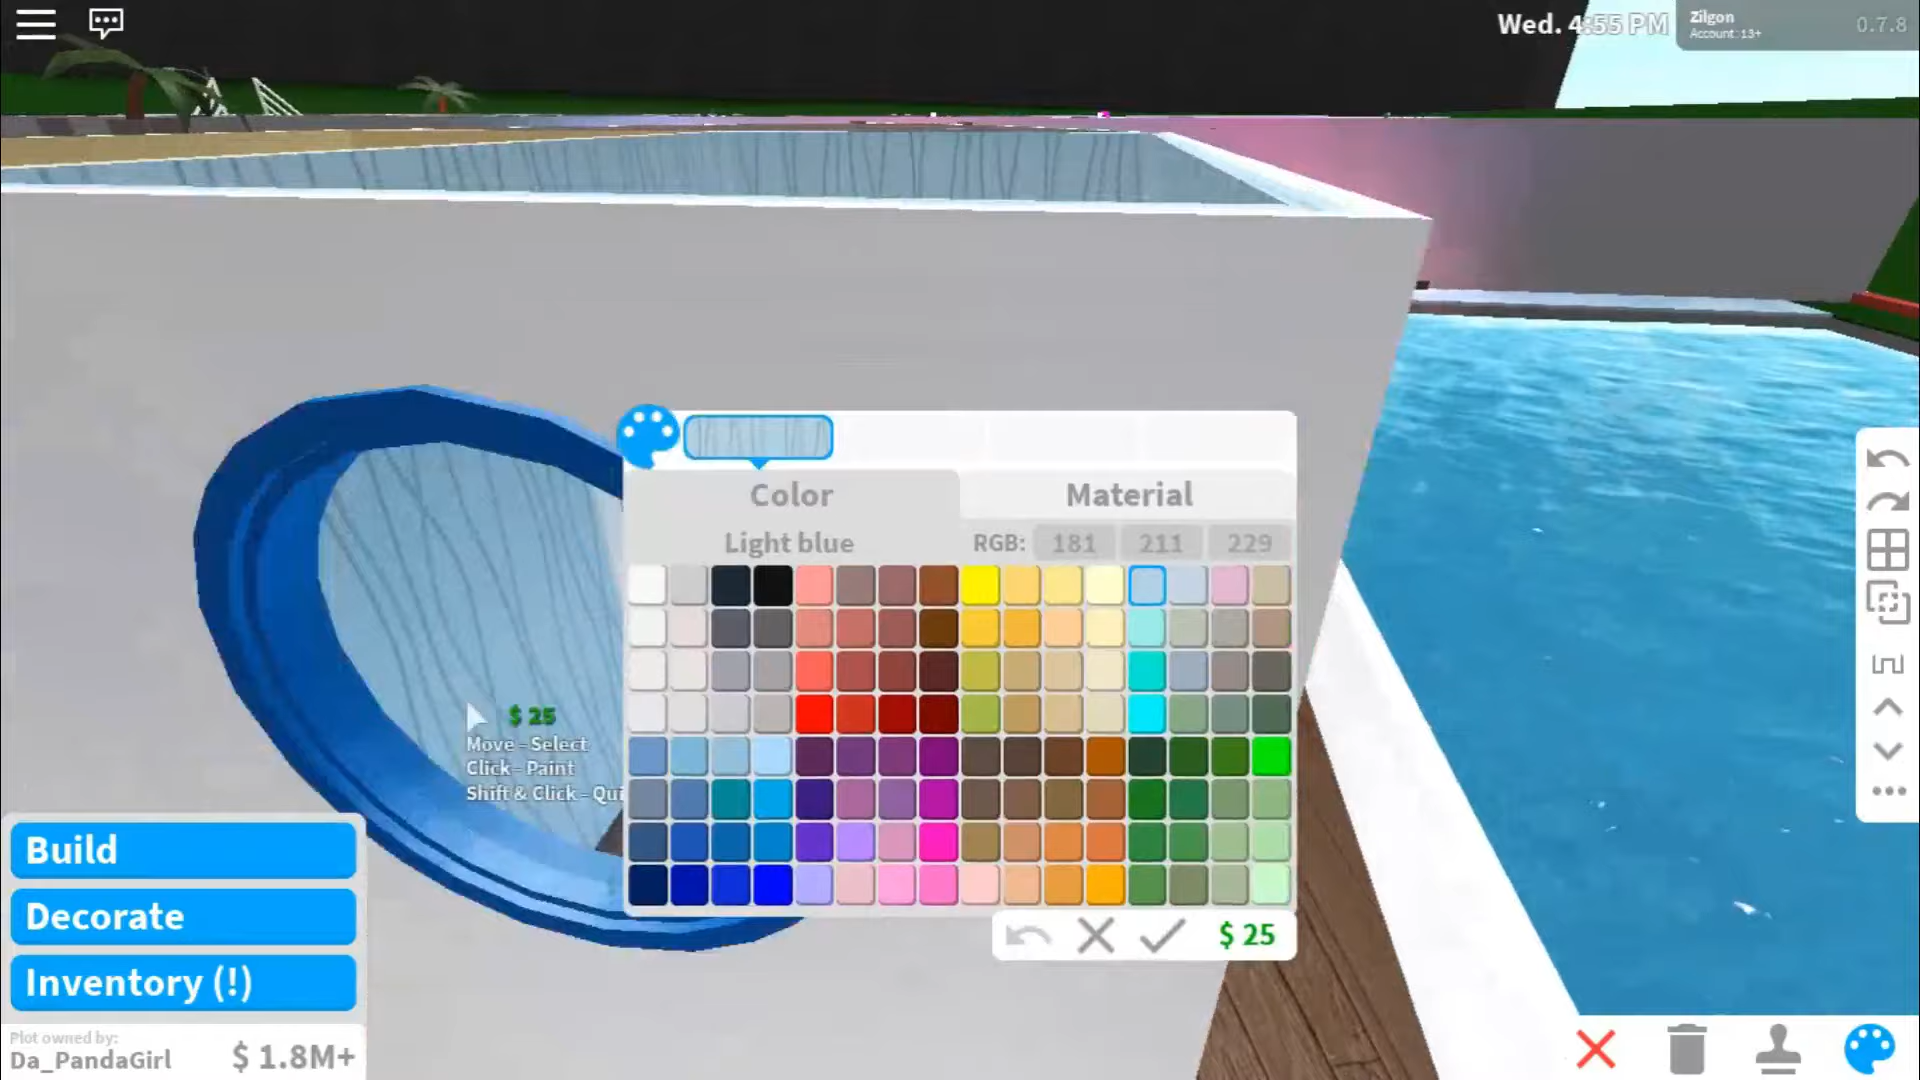 Wed. 4:55 PM
Zilgon
Account: 13+
0.7.8
Color
Material
Light blue
RGB: 181 211 229
$ 25
Move - Select
Click - Paint
Shift & Click - Qui
$ 25
Build
Decorate
Inventory (!)
Plot owned by:
Da_PandaGirl
$ 1.8M+